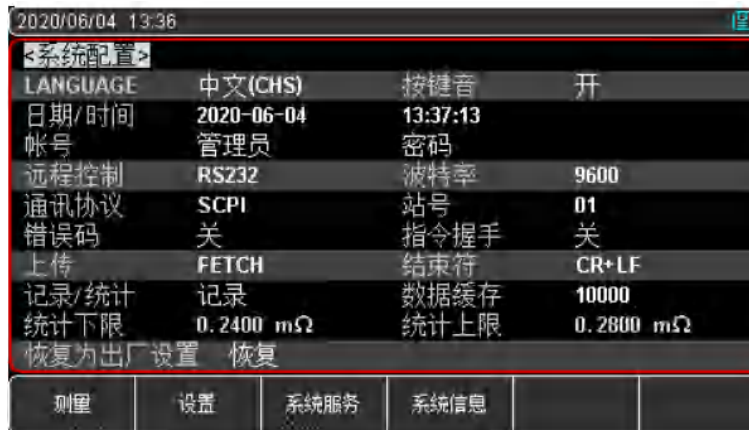 2020/06/04 13:36
<系统配置>
LANGUAGE 中文(CHS) 按键音 开
日期/时间 2020-06-04 13:37:13
帐号 管理员 密码
远程控制 RS232 波特率 9600
通讯协议 SCPI 站号 01
错误码 关 指令握手 关
上传 FETCH 结束符 CR+LF
记录/统计 记录 数据缓存 10000
统计下限 0.2400 mΩ 统计上限 0.2800 mΩ
恢复为出厂设置 恢复
测量 设置 系统服务 系统信息